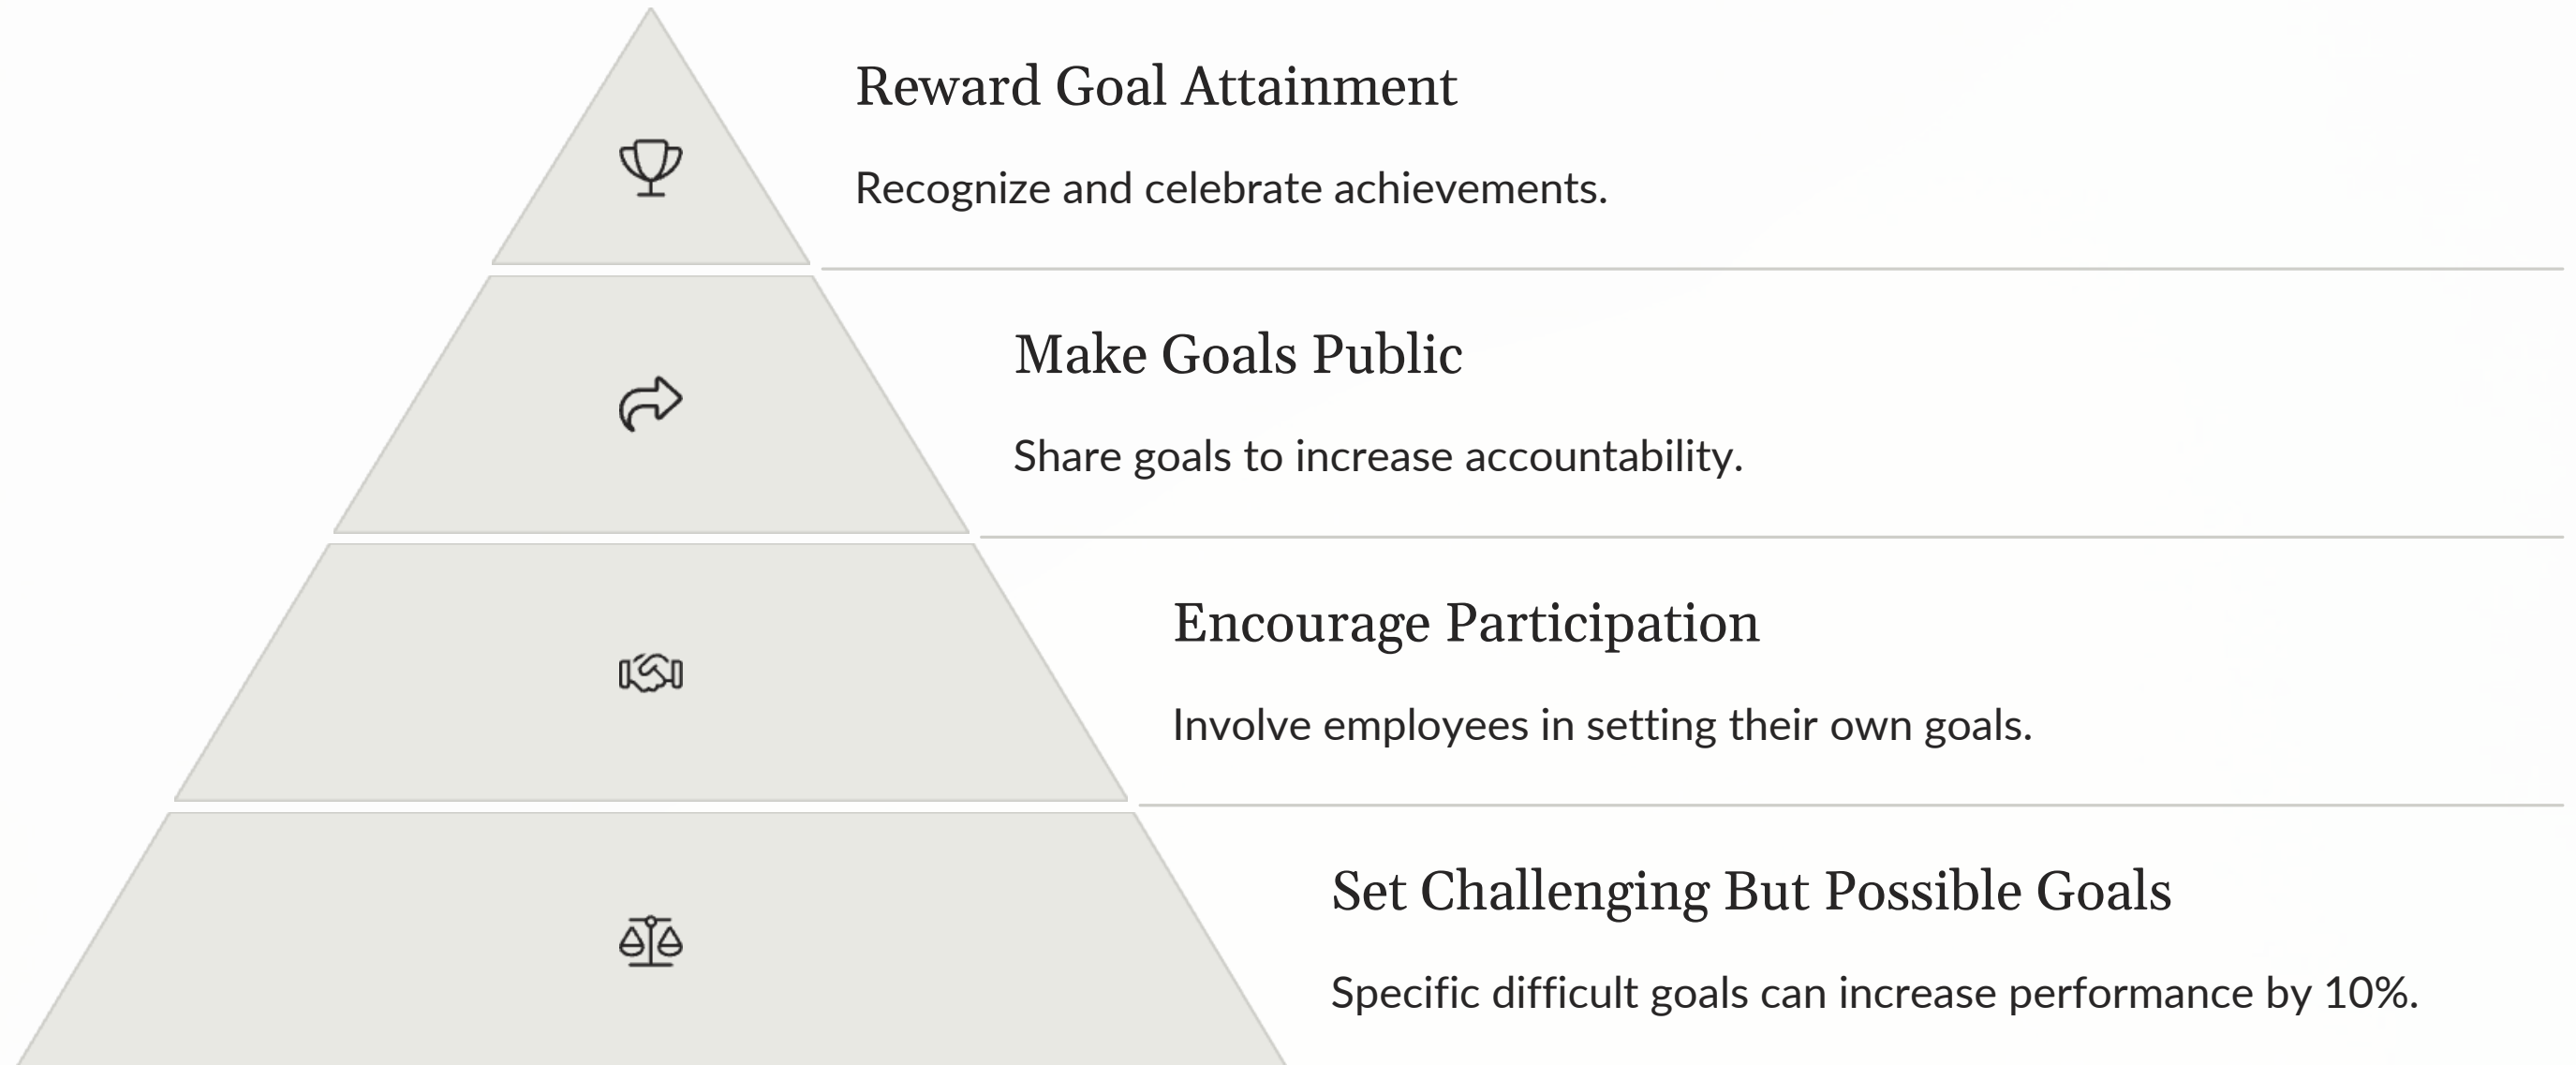 Reward Goal Attainment
Recognize and celebrate achievements.
Make Goals Public
Share goals to increase accountability.
Encourage Participation
Involve employees in setting their own goals.
Set Challenging But Possible Goals
Specific difficult goals can increase performance by 10%.